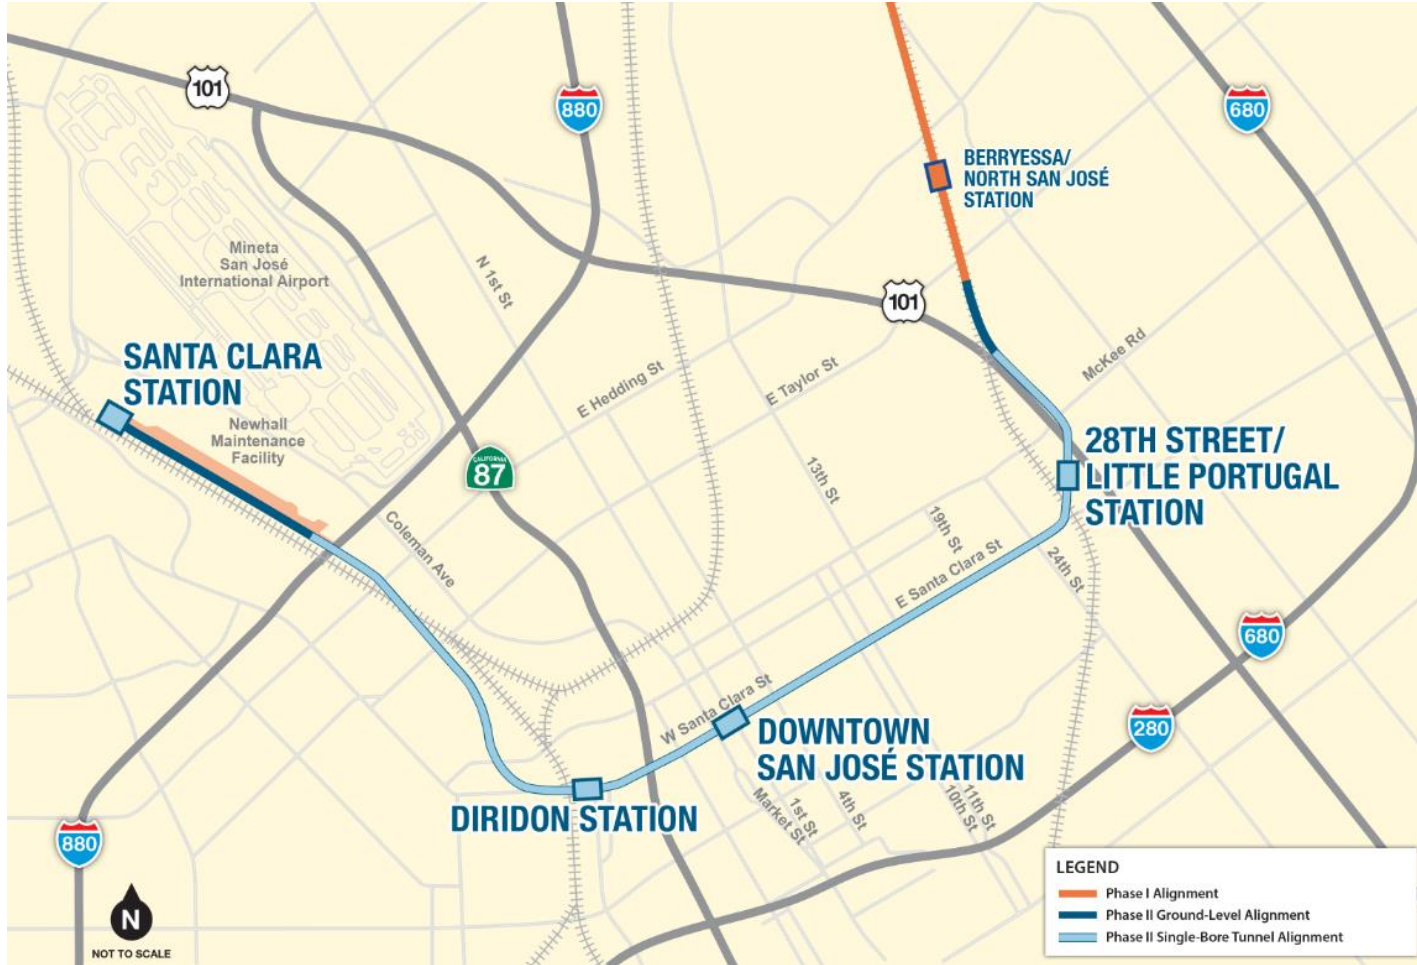 101
880
680
BERRYESSA/
NORTH SAN JOSÉ
STATION
Mineta
San José
International Airport
N 1st St
101
McKee Rd
SANTA CLARA
STATION
E Hedding St
E Taylor St
Newhall
Maintenance
Facility
CALIFORNIA
87
28TH STREET/
LITTLE PORTUGAL
STATION
13th St
19th St
Coleman Ave
E Santa Clara St
24th St
680
W Santa Clara St
DOWNTOWN
SAN JOSÉ STATION
280
DIRIDON STATION
Market St
1st St
4th St
10th St
11th St
880
N
NOT TO SCALE
LEGEND
Phase I Alignment
Phase II Ground-Level Alignment
Phase II Single-Bore Tunnel Alignment